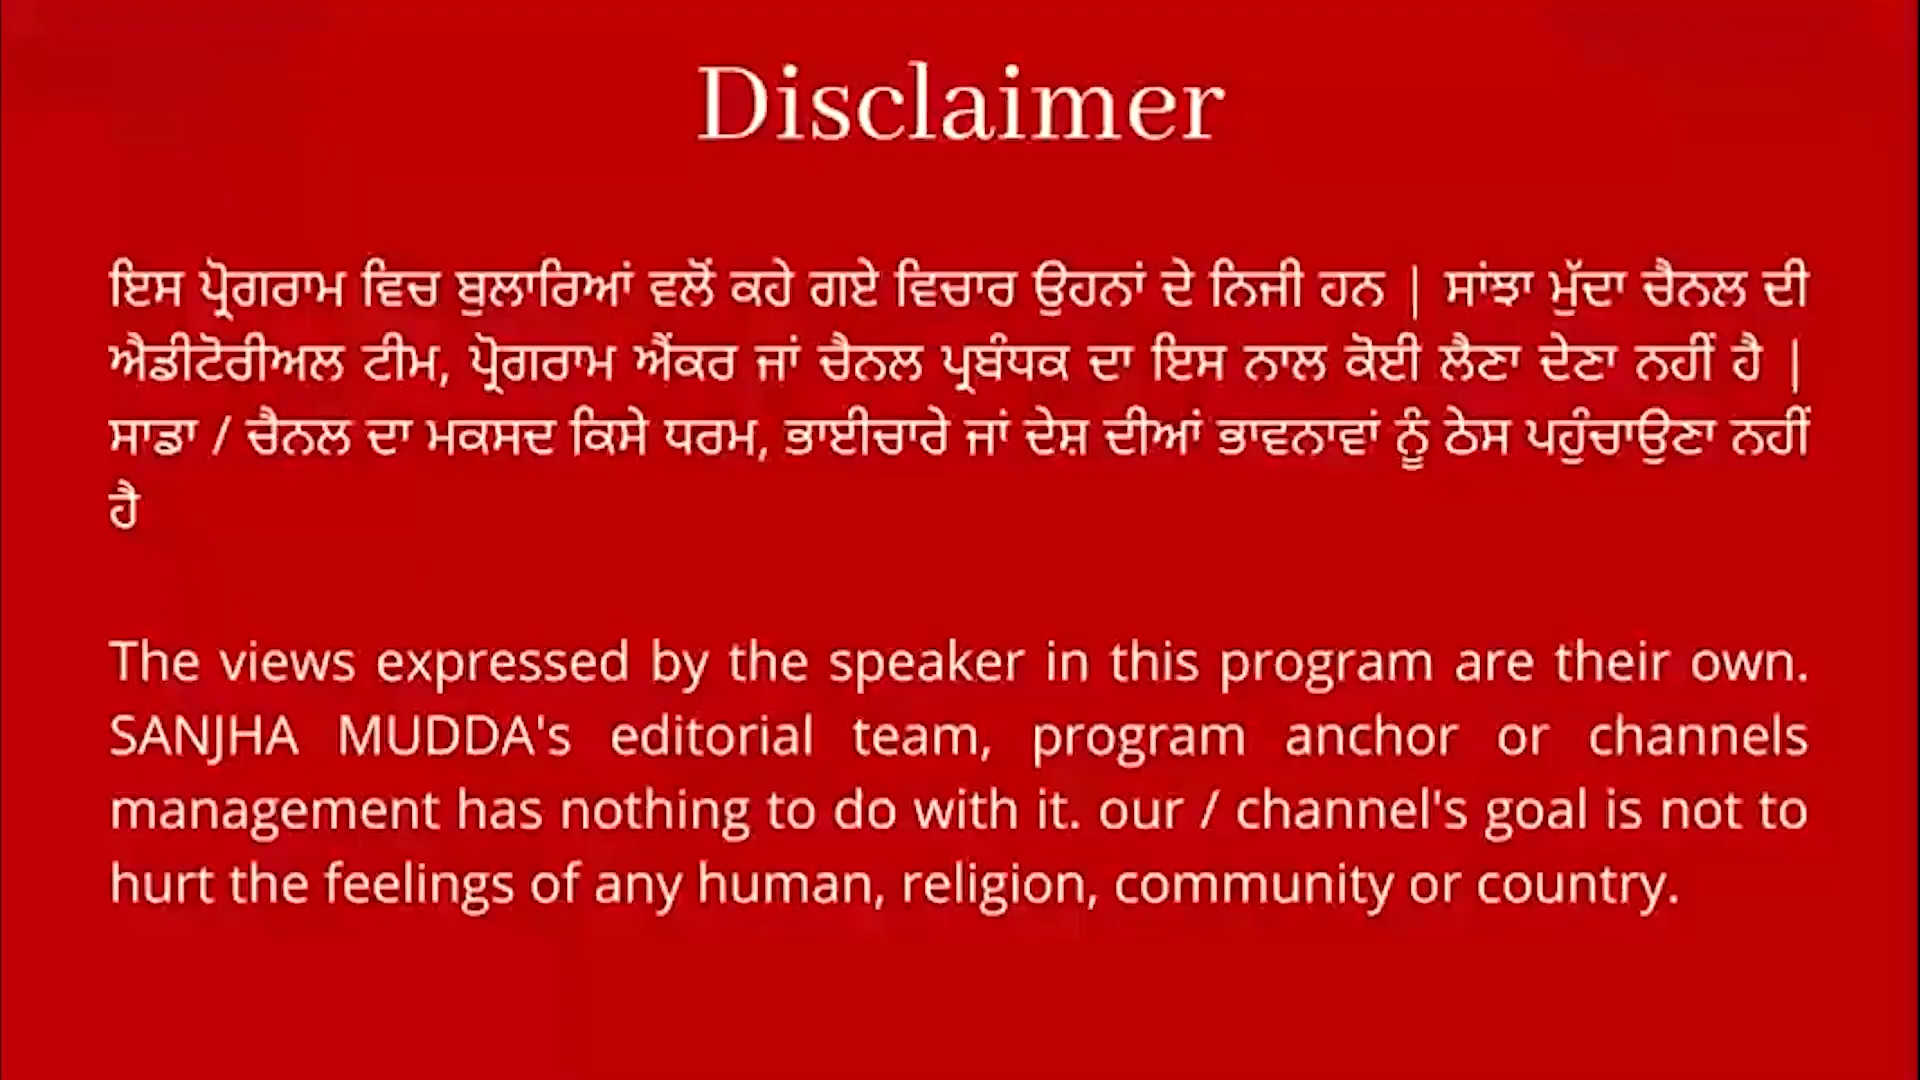 Disclaimer
ਇਸ ਪ੍ਰੋਗਰਾਮ ਵਿਚ ਬੁਲਾਰਿਆਂ ਵਲੋਂ ਕਹੇ ਗਏ ਵਿਚਾਰ ਉਹਨਾਂ ਦੇ ਨਿਜੀ ਹਨ | ਸਾਂਝਾ ਮੁੱਦਾ ਚੈਨਲ ਦੀ
ਐਡੀਟੋਰੀਅਲ ਟੀਮ, ਪ੍ਰੋਗਰਾਮ ਐਂਕਰ ਜਾਂ ਚੈਨਲ ਪ੍ਰਬੰਧਕ ਦਾ ਇਸ ਨਾਲ ਕੋਈ ਲੈਣਾ ਦੇਣਾ ਨਹੀਂ ਹੈ |
ਸਾਡਾ / ਚੈਨਲ ਦਾ ਮਕਸਦ ਕਿਸੇ ਧਰਮ, ਭਾਈਚਾਰੇ ਜਾਂ ਦੇਸ਼ ਦੀਆਂ ਭਾਵਨਾਵਾਂ ਨੂੰ ਠੇਸ ਪਹੁੰਚਾਉਣਾ ਨਹੀਂ
ਹੈ
The views expressed by the speaker in this program are their own.
SANJHA MUDDA's editorial team, program anchor or channels
management has nothing to do with it. our / channel's goal is not to
hurt the feelings of any human, religion, community or country.